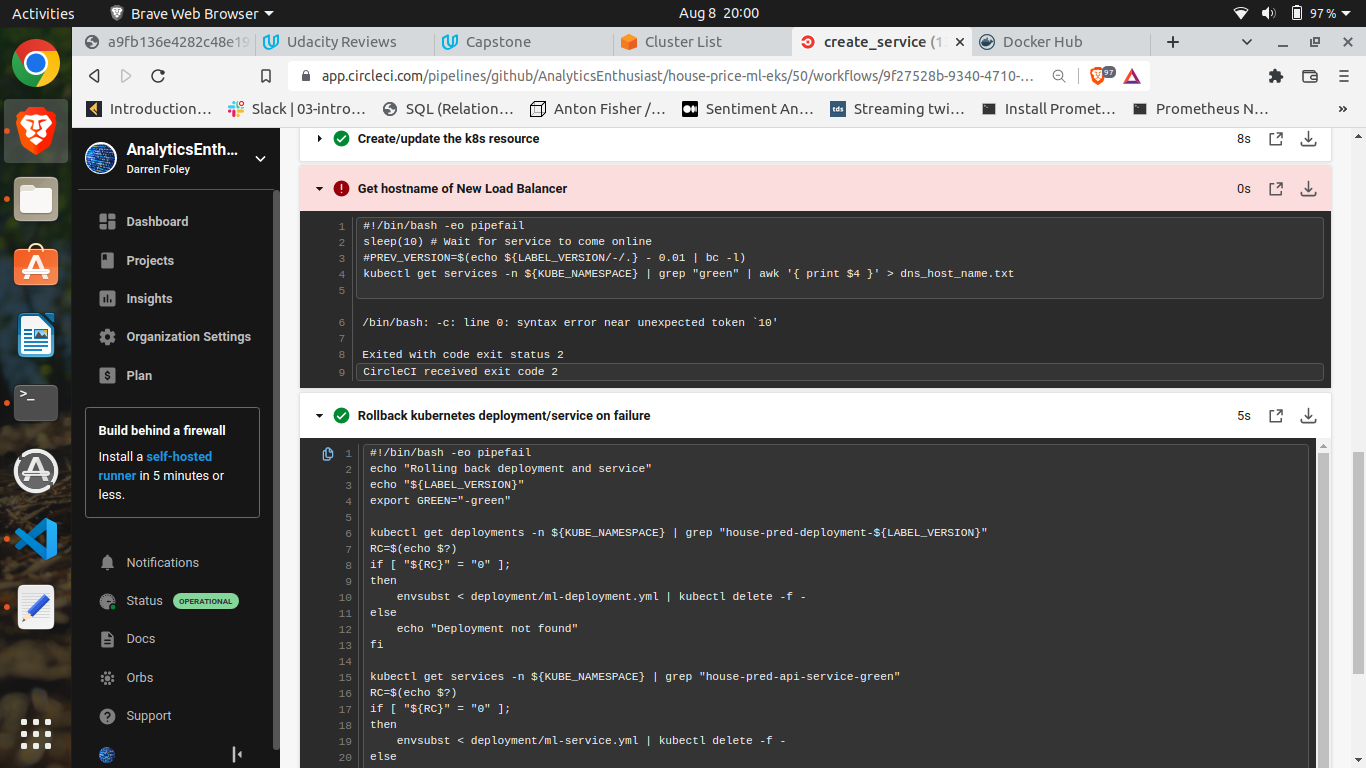 Activities
Brave Web Browser
Aug 8 20:00
97 %
a9fb136e4282c48e19
Udacity Reviews
Capstone
Cluster List
create_service (1
Docker Hub
app.circleci.com/pipelines/github/AnalyticsEnthusiast/house-price-ml-eks/50/workflows/9f27528b-9340-4710-...
97
Introduction...
Slack | 03-intro...
SQL (Relation...
Anton Fisher /...
Sentiment An...
tds
Streaming twi...
Install Promet...
Prometheus N...
»
AnalyticsEnth...
Darren Foley
Dashboard
Projects
Insights
Organization Settings
Plan
Build behind a firewall
Install a self-hosted
runner in 5 minutes or
less.
Notifications
Status
OPERATIONAL
Docs
Orbs
Support
Create/update the k8s resource
8s
Get hostname of New Load Balancer
0s
1 #!/bin/bash -eo pipefail
2 sleep(10) # Wait for service to come online
3 #PREV_VERSION=$(echo ${LABEL_VERSION/-/.} - 0.01 | bc -l)
4 kubectl get services -n ${KUBE_NAMESPACE} | grep "green" | awk '{ print $4 }' > dns_host_name.txt
5
6 /bin/bash: -c: line 0: syntax error near unexpected token `10'
7
8 Exited with code exit status 2
9 CircleCI received exit code 2
Rollback kubernetes deployment/service on failure
5s
1 #!/bin/bash -eo pipefail
2 echo "Rolling back deployment and service"
3 echo "${LABEL_VERSION}"
4 export GREEN="-green"
5
6 kubectl get deployments -n ${KUBE_NAMESPACE} | grep "house-pred-deployment-${LABEL_VERSION}"
7 RC=$(echo $?)
8 if [ "${RC}" = "0" ];
9 then
10 envsubst < deployment/ml-deployment.yml | kubectl delete -f -
11 else
12 echo "Deployment not found"
13 fi
14
15 kubectl get services -n ${KUBE_NAMESPACE} | grep "house-pred-api-service-green"
16 RC=$(echo $?)
17 if [ "${RC}" = "0" ];
18 then
19 envsubst < deployment/ml-service.yml | kubectl delete -f -
20 else